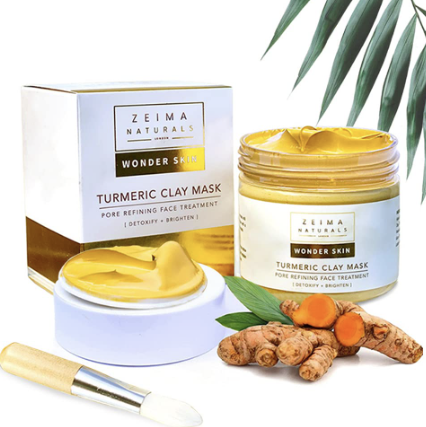 ZEIMA
NATURALS
LONDON
WONDER SKIN
TURMERIC CLAY MASK
PORE REFINING FACE TREATMENT
[ DETOXIFY + BRIGHTEN ]
ZEIMA
NATURALS
WONDER SKIN
TURMERIC CLAY MASK
PORE REFINING FACE TREATMENT
[ DETOXIFY + BRIGHTEN ]